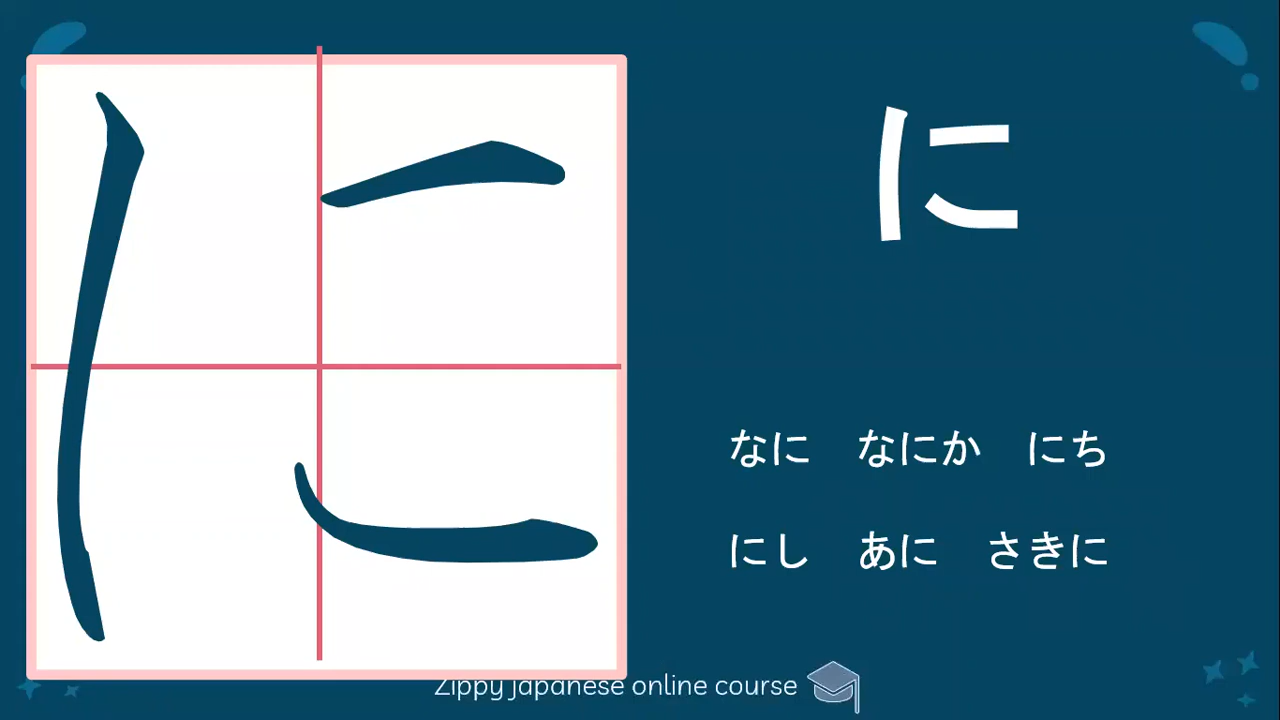 に
に
なに なにか にち
にし あに さきに
Zippy japanese online course